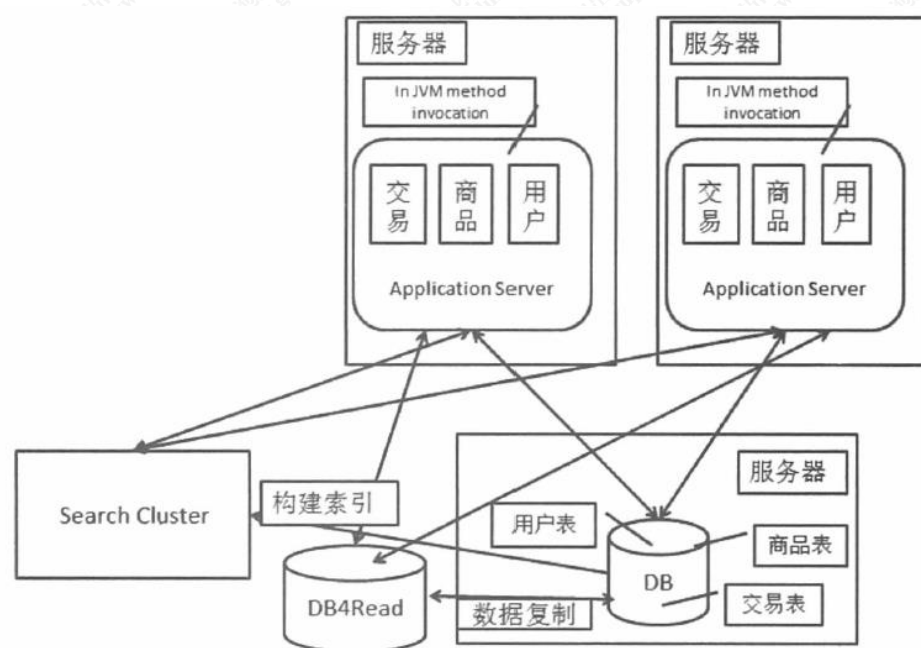 服务器
In JVM method
invocation
交易
商品
用户
Application Server
服务器
In JVM method
invocation
交易
商品
用户
Application Server
Search Cluster
构建索引
DB4Read
数据复制
服务器
用户表
商品表
DB
交易表